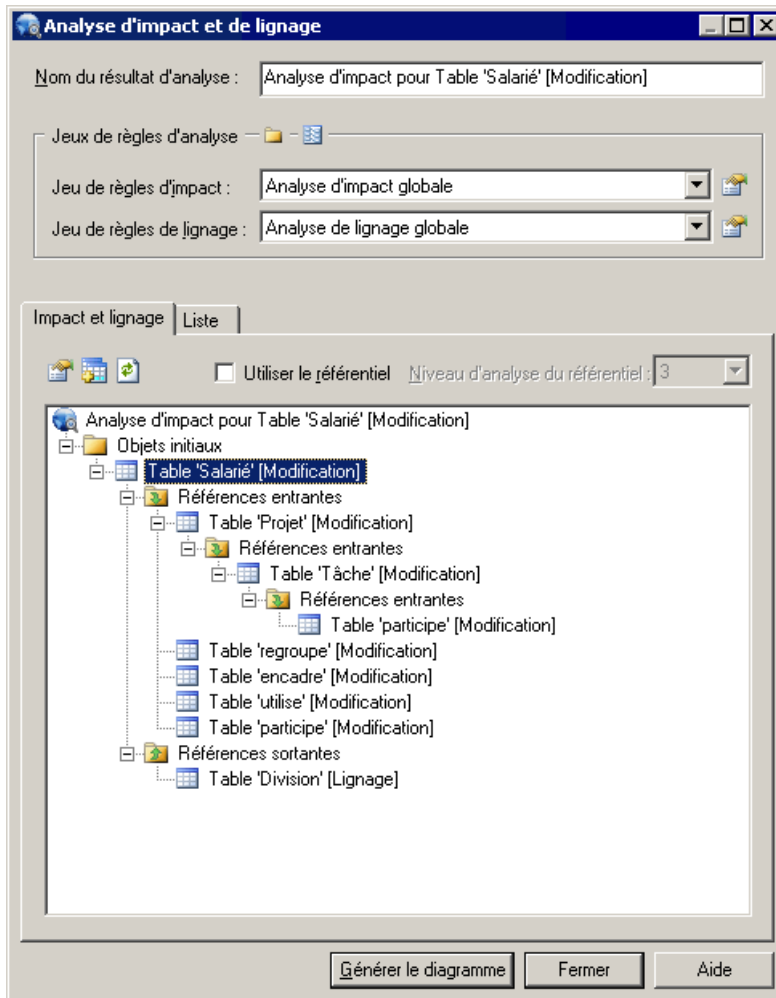 Analyse d'impact et de lignage
Nom du résultat d'analyse : Analyse d'impact pour Table 'Salarié' [Modification]
Jeux de règles d'analyse
Jeu de règles d'impact : Analyse d'impact globale
Jeu de règles de lignage : Analyse de lignage globale
Impact et lignage Liste
Utiliser le référentiel Niveau d'analyse du référentiel : 3
Analyse d'impact pour Table 'Salarié' [Modification]
Objets initiaux
Table 'Salarié' [Modification]
Références entrantes
Table 'Projet' [Modification]
Références entrantes
Table 'Tâche' [Modification]
Références entrantes
Table 'participe' [Modification]
Table 'regroupe' [Modification]
Table 'encadre' [Modification]
Table 'utilise' [Modification]
Table 'participe' [Modification]
Références sortantes
Table 'Division' [Lignage]
Générer le diagramme Fermer Aide